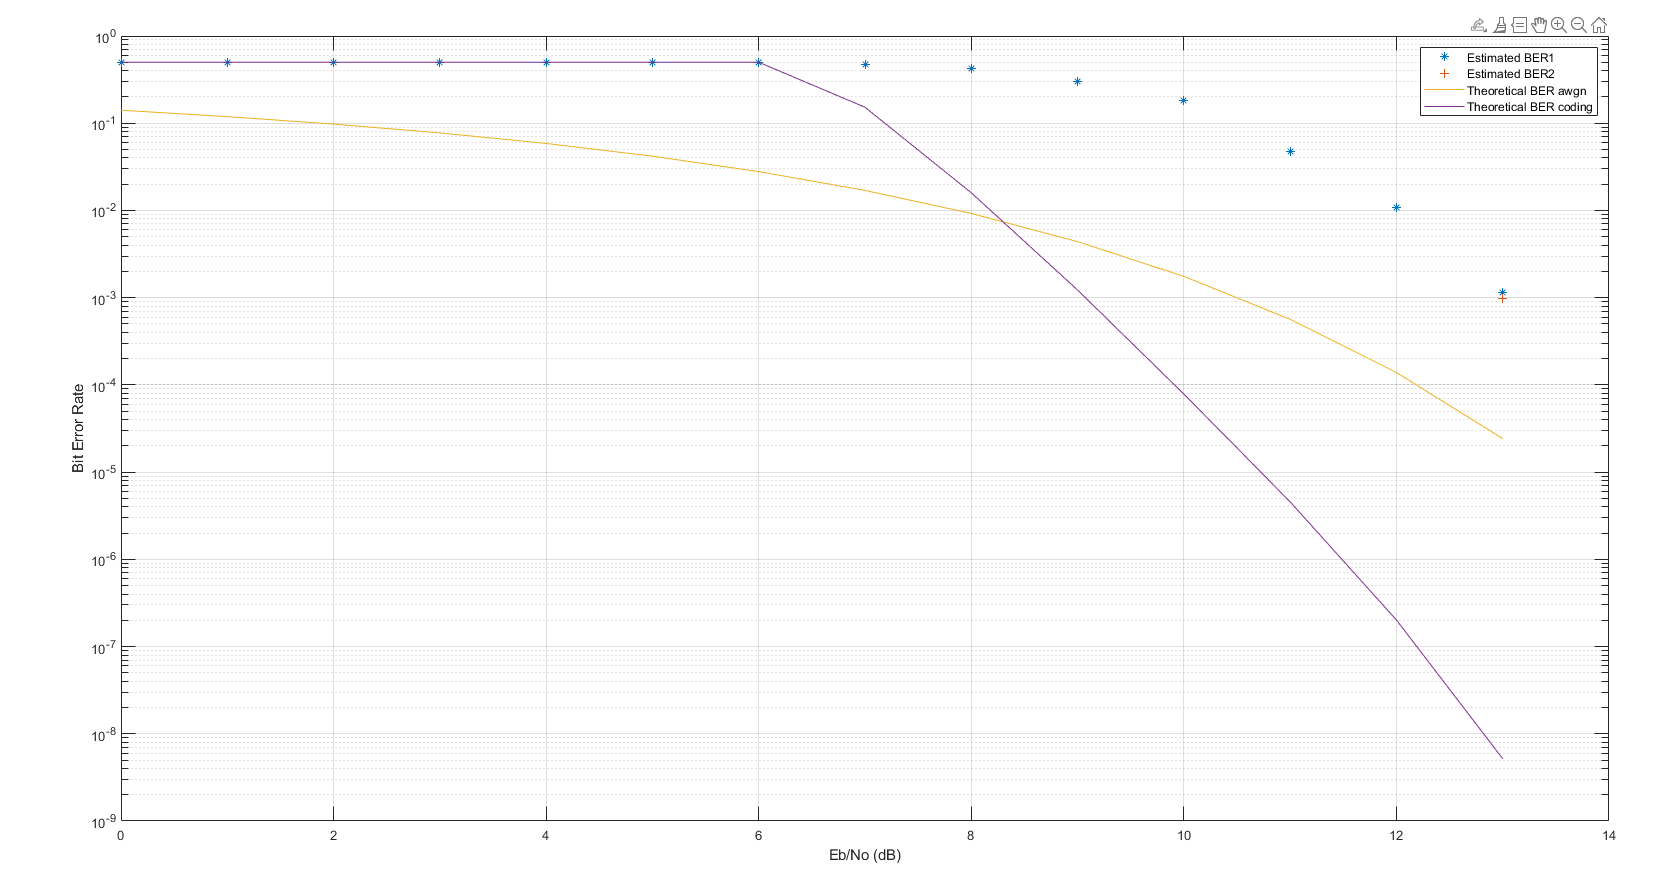 Estimated BER1
Estimated BER2
Theoretical BER awgn
Theoretical BER coding
10^0
10^-1
10^-2
10^-3
10^-4
10^-5
10^-6
10^-7
10^-8
10^-9
Bit Error Rate
0 2 4 6 8 10 12 14
Eb/No (dB)